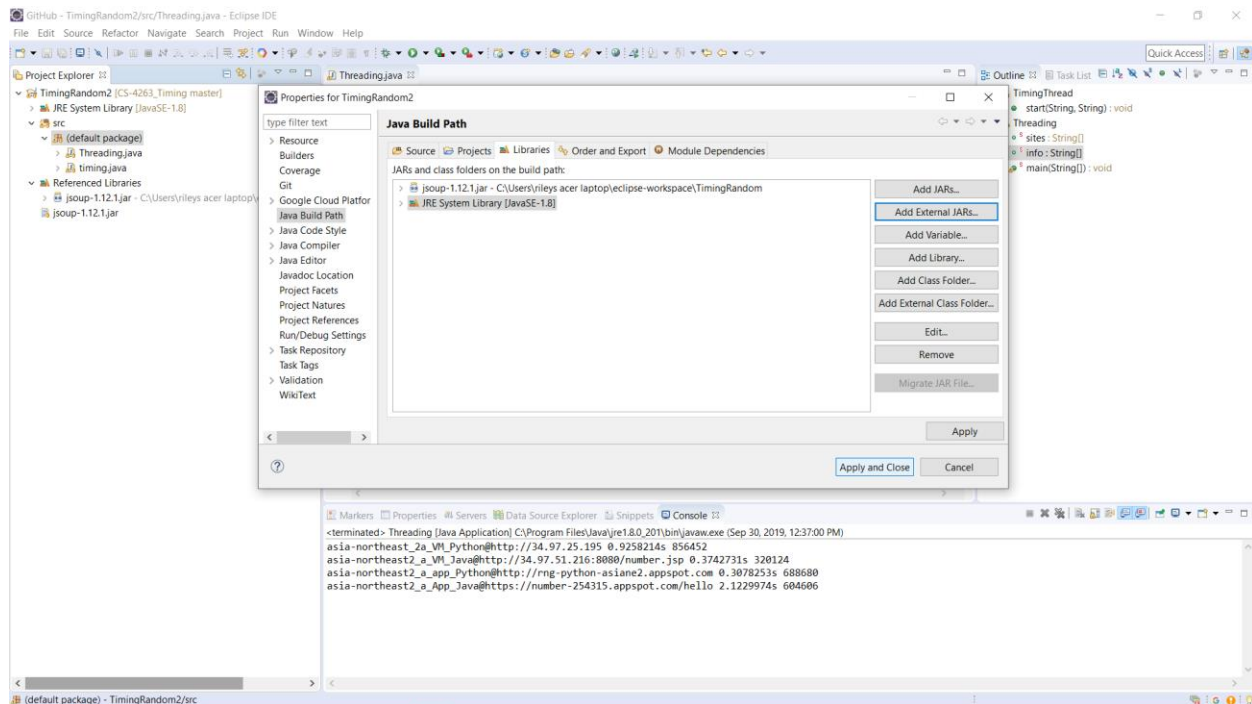 GitHub - TimingRandom2/src/Threading.java - Eclipse IDE
File Edit Source Refactor Navigate Search Project Run Window Help
Quick Access
Project Explorer
TimingRandom2 [CS-4263_Timing master]
JRE System Library [JavaSE-1.8]
src
(default package)
Threading.java
timing.java
Referenced Libraries
jsoup-1.12.1.jar - C:\Users\rileys acer laptop\
jsoup-1.12.1.jar
Threading.java
Properties for TimingRandom2
type filter text
Resource
Builders
Coverage
Git
Google Cloud Platfor
Java Build Path
Java Code Style
Java Compiler
Java Editor
Javadoc Location
Project Facets
Project Natures
Project References
Run/Debug Settings
Task Repository
Task Tags
Validation
WikiText
Java Build Path
Source Projects Libraries Order and Export Module Dependencies
JARs and class folders on the build path:
jsoup-1.12.1.jar - C:\Users\rileys acer laptop\eclipse-workspace\TimingRandom
JRE System Library [JavaSE-1.8]
Add JARs...
Add External JARs...
Add Variable...
Add Library...
Add Class Folder...
Add External Class Folder...
Edit...
Remove
Migrate JAR File...
Apply
Apply and Close Cancel
Outline Task List
TimingThread
start(String, String) : void
Threading
sites : String[]
info : String[]
main(String[]) : void
Markers Properties Servers Data Source Explorer Snippets Console
<terminated> Threading [Java Application] C:\Program Files\Java\jre1.8.0_201\bin\javaw.exe (Sep 30, 2019, 12:37:00 PM)
asia-northeast_2a_VM_Python@http://34.97.25.195 0.9258214s 856452
asia-northeast2_a_VM_Java@http://34.97.51.216:8080/number.jsp 0.3742731s 320124
asia-northeast2_a_app_Python@http://rng-python-asiane2.appspot.com 0.3078253s 688680
asia-northeast2_a_App_Java@https://number-254315.appspot.com/hello 2.1229974s 604606
(default package) - TimingRandom2/src